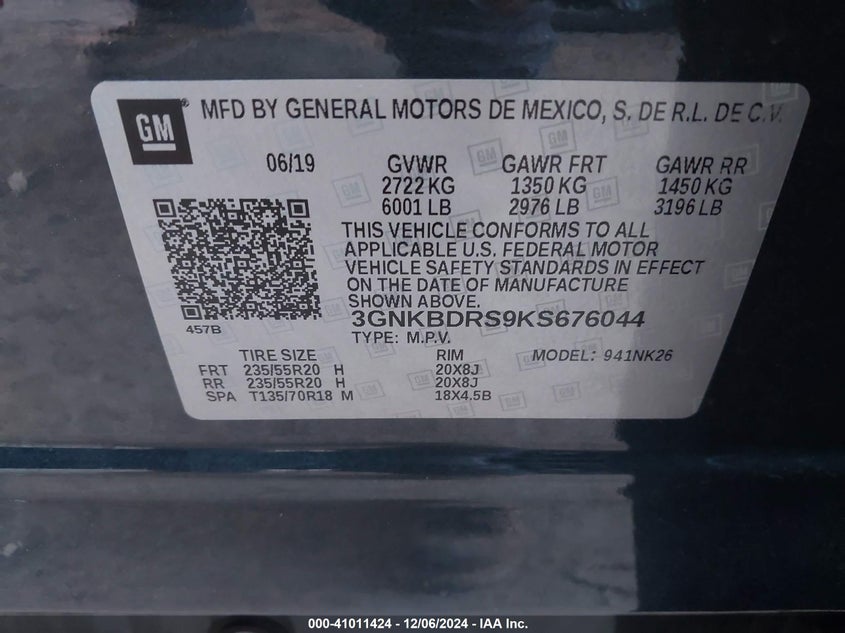 GM® MFD BY GENERAL MOTORS DE MEXICO, S. DE R.L. DE C.V.
06/19 GVWR GAWR FRT GAWR RR
2722 KG 1350 KG 1450 KG
6001 LB 2976 LB 3196 LB
THIS VEHICLE CONFORMS TO ALL
APPLICABLE U.S. FEDERAL MOTOR
VEHICLE SAFETY STANDARDS IN EFFECT
ON THE DATE OF MANUFACTURE
SHOWN ABOVE.
3GNKBDRS9KS676044
457B TYPE: M.P.V.
TIRE SIZE RIM MODEL: 941NK26
FRT 235/55R20 H 20X8J
RR 235/55R20 H 20X8J
SPA T135/70R18 M 18X4.5B
000-41011424 - 12/06/2024 - IAA Inc.